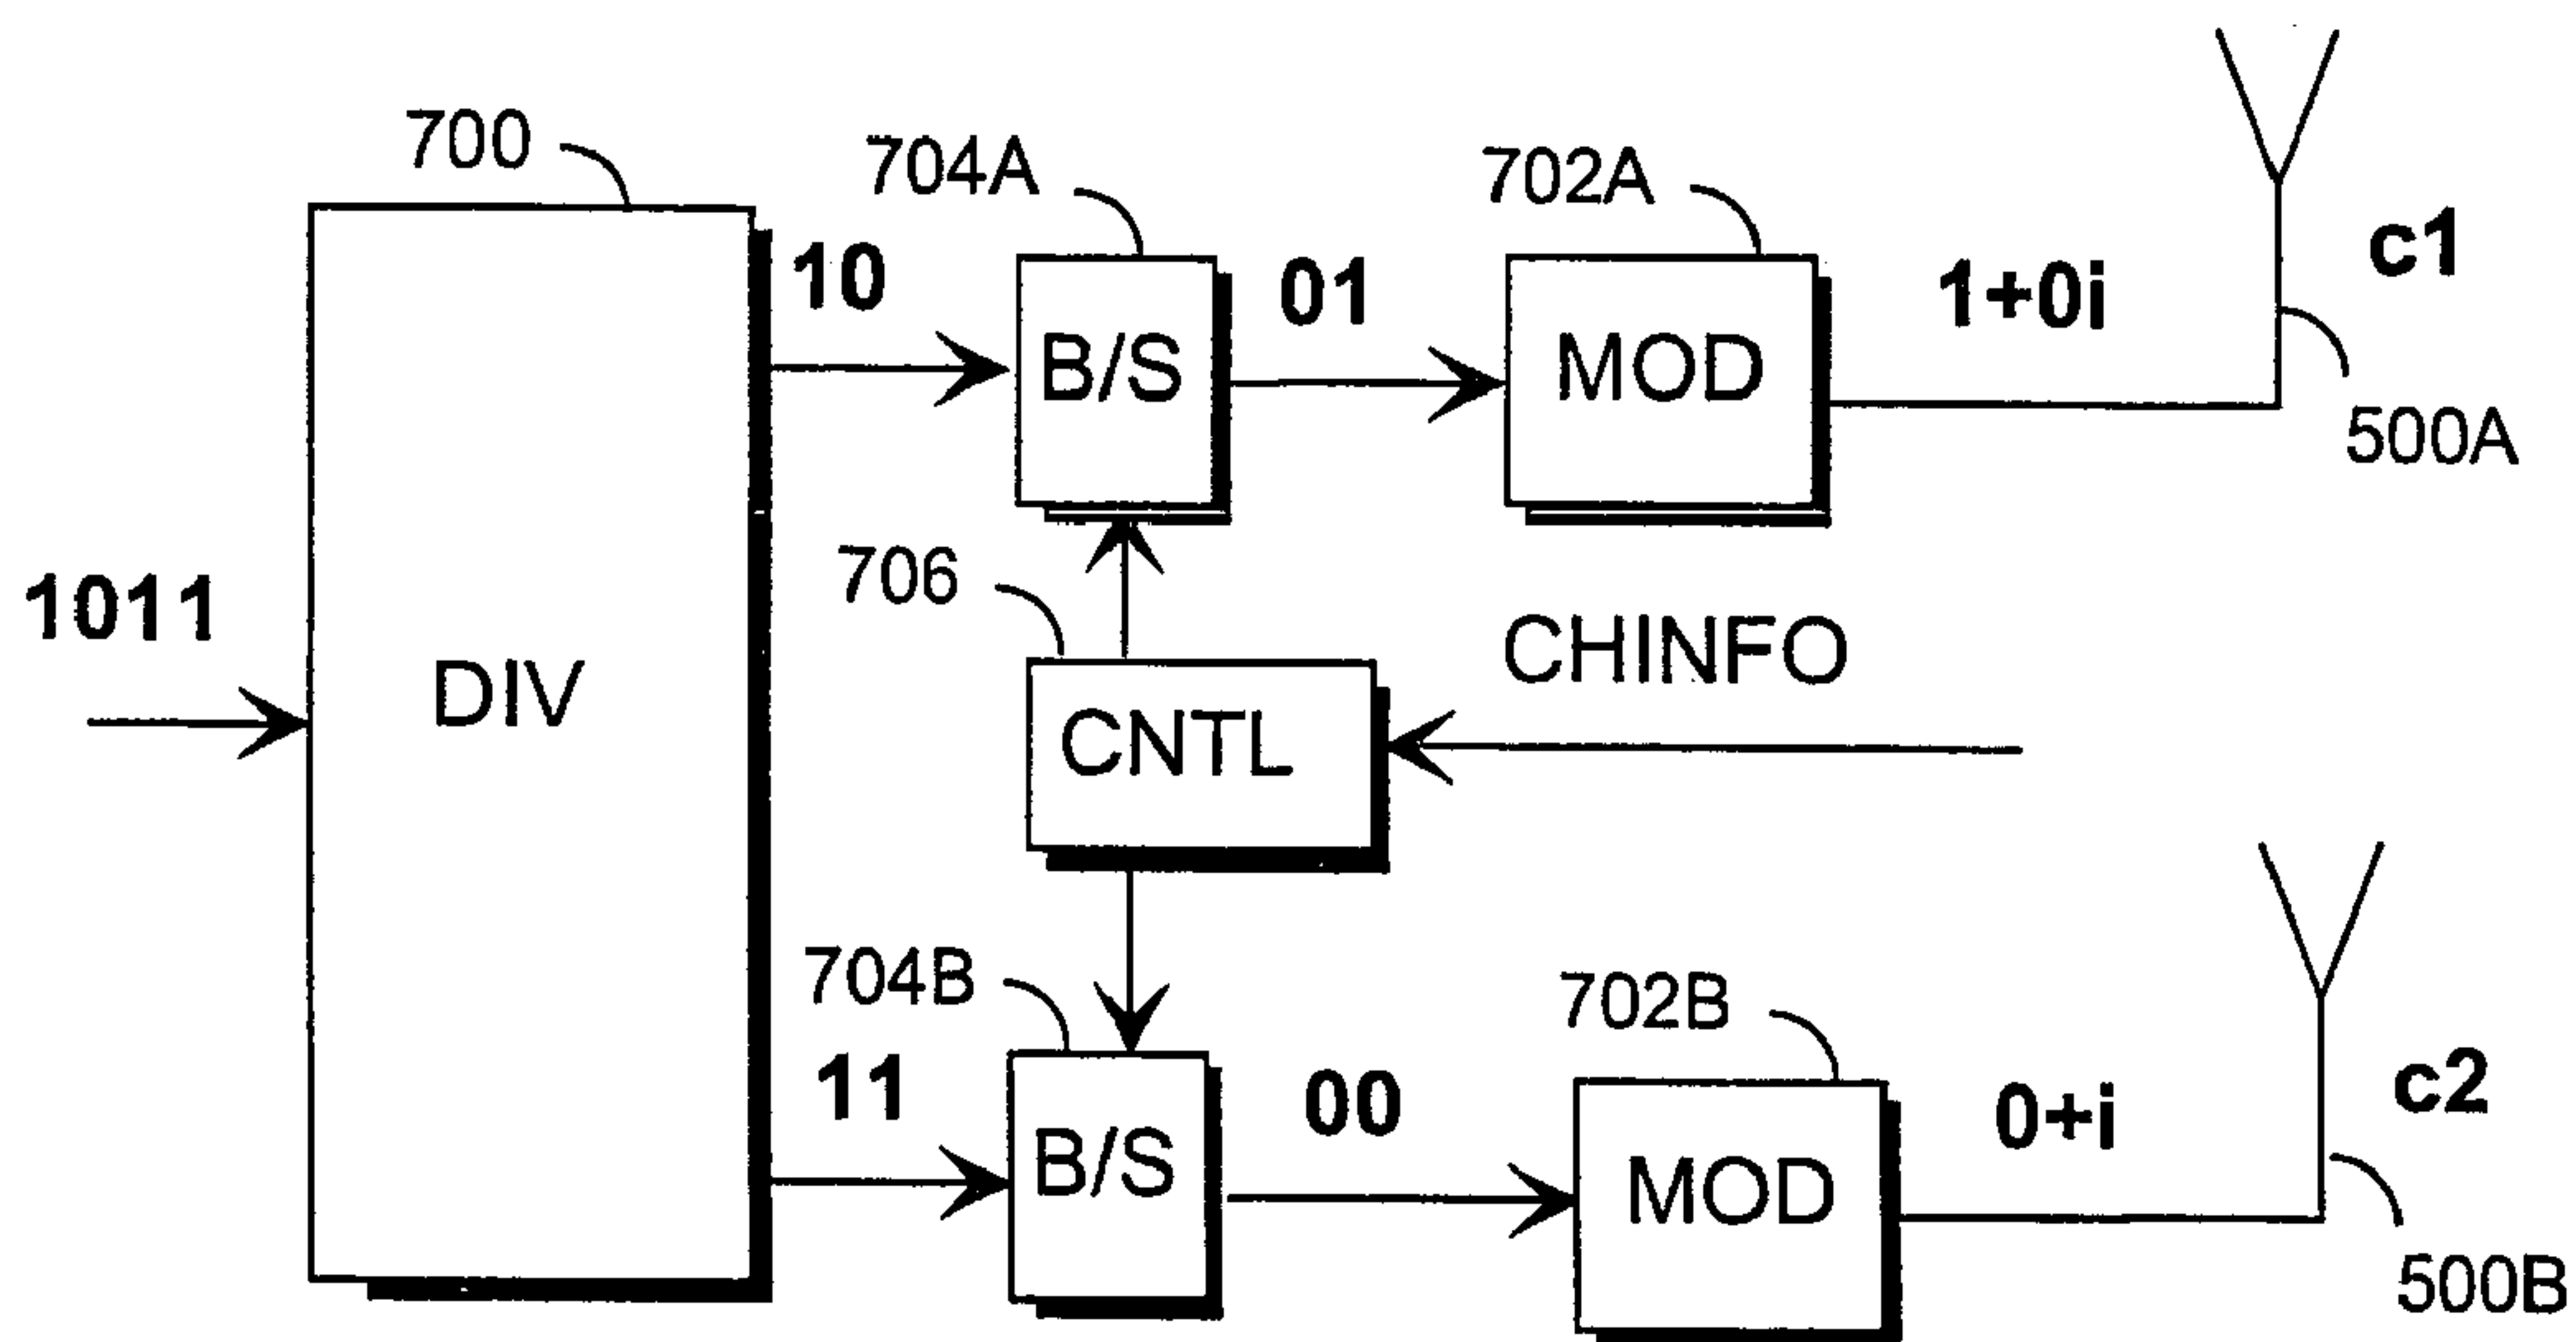 700
704A
702A
c1
10
01
1+0i
B/S
MOD
500A
706
1011
CHINFO
DIV
CNTL
704B
702B
11
00
0+i
c2
B/S
MOD
500B